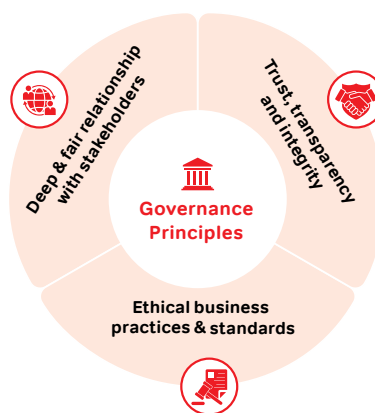 Deep & fair relationship
with stakeholders
Trust, transparency
and integrity
Governance
Principles
Ethical business
practices & standards